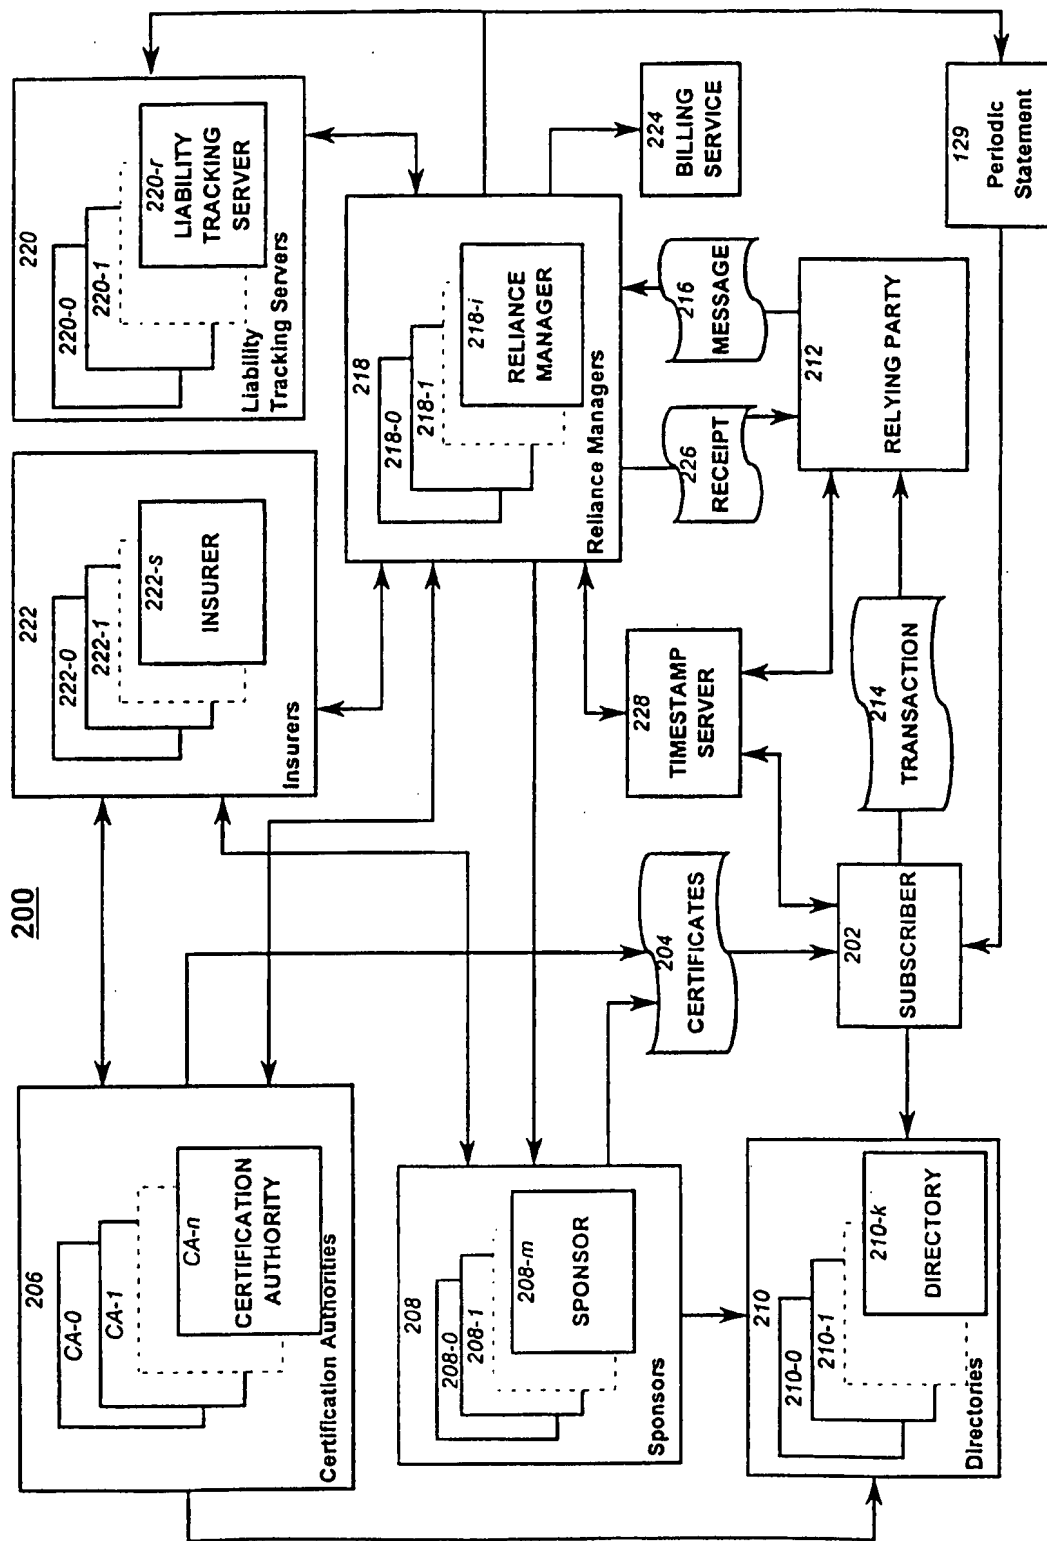 200
206
CA-0
CA-1
CA-n
CERTIFICATION
AUTHORITY
Certification Authorities
222
222-0
222-1
222-s
INSURER
Insurers
220
220-0
220-1
220-r
LIABILITY
TRACKING
SERVER
Liability
Tracking Servers
208
208-0
208-1
208-m
SPONSOR
Sponsors
218
218-0
218-1
218-i
RELIANCE
MANAGER
Reliance Managers
224
BILLING
SERVICE
204
CERTIFICATES
228
TIMESTAMP
SERVER
226
RECEIPT
216
MESSAGE
210
210-0
210-1
210-k
DIRECTORY
Directories
202
SUBSCRIBER
214
TRANSACTION
212
RELYING PARTY
129
Periodic
Statement